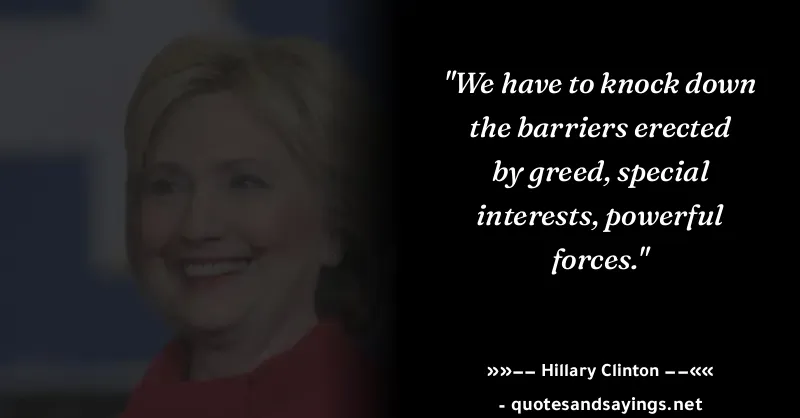 "We have to knock down
the barriers erected
by greed, special
interests, powerful
forces."
»»–– Hillary Clinton ––««
- quotesandsayings.net